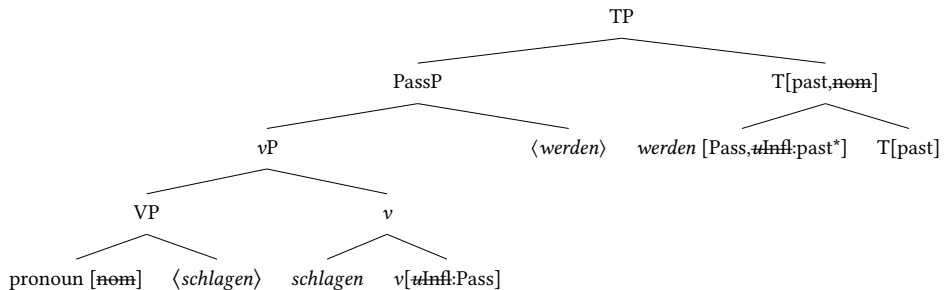 TP
PassP T[past,nom]
vP ⟨werden⟩ werden [Pass,uInfl:past*] T[past]
VP v
pronoun [nom] ⟨schlagen⟩ schlagen v[uInfl:Pass]